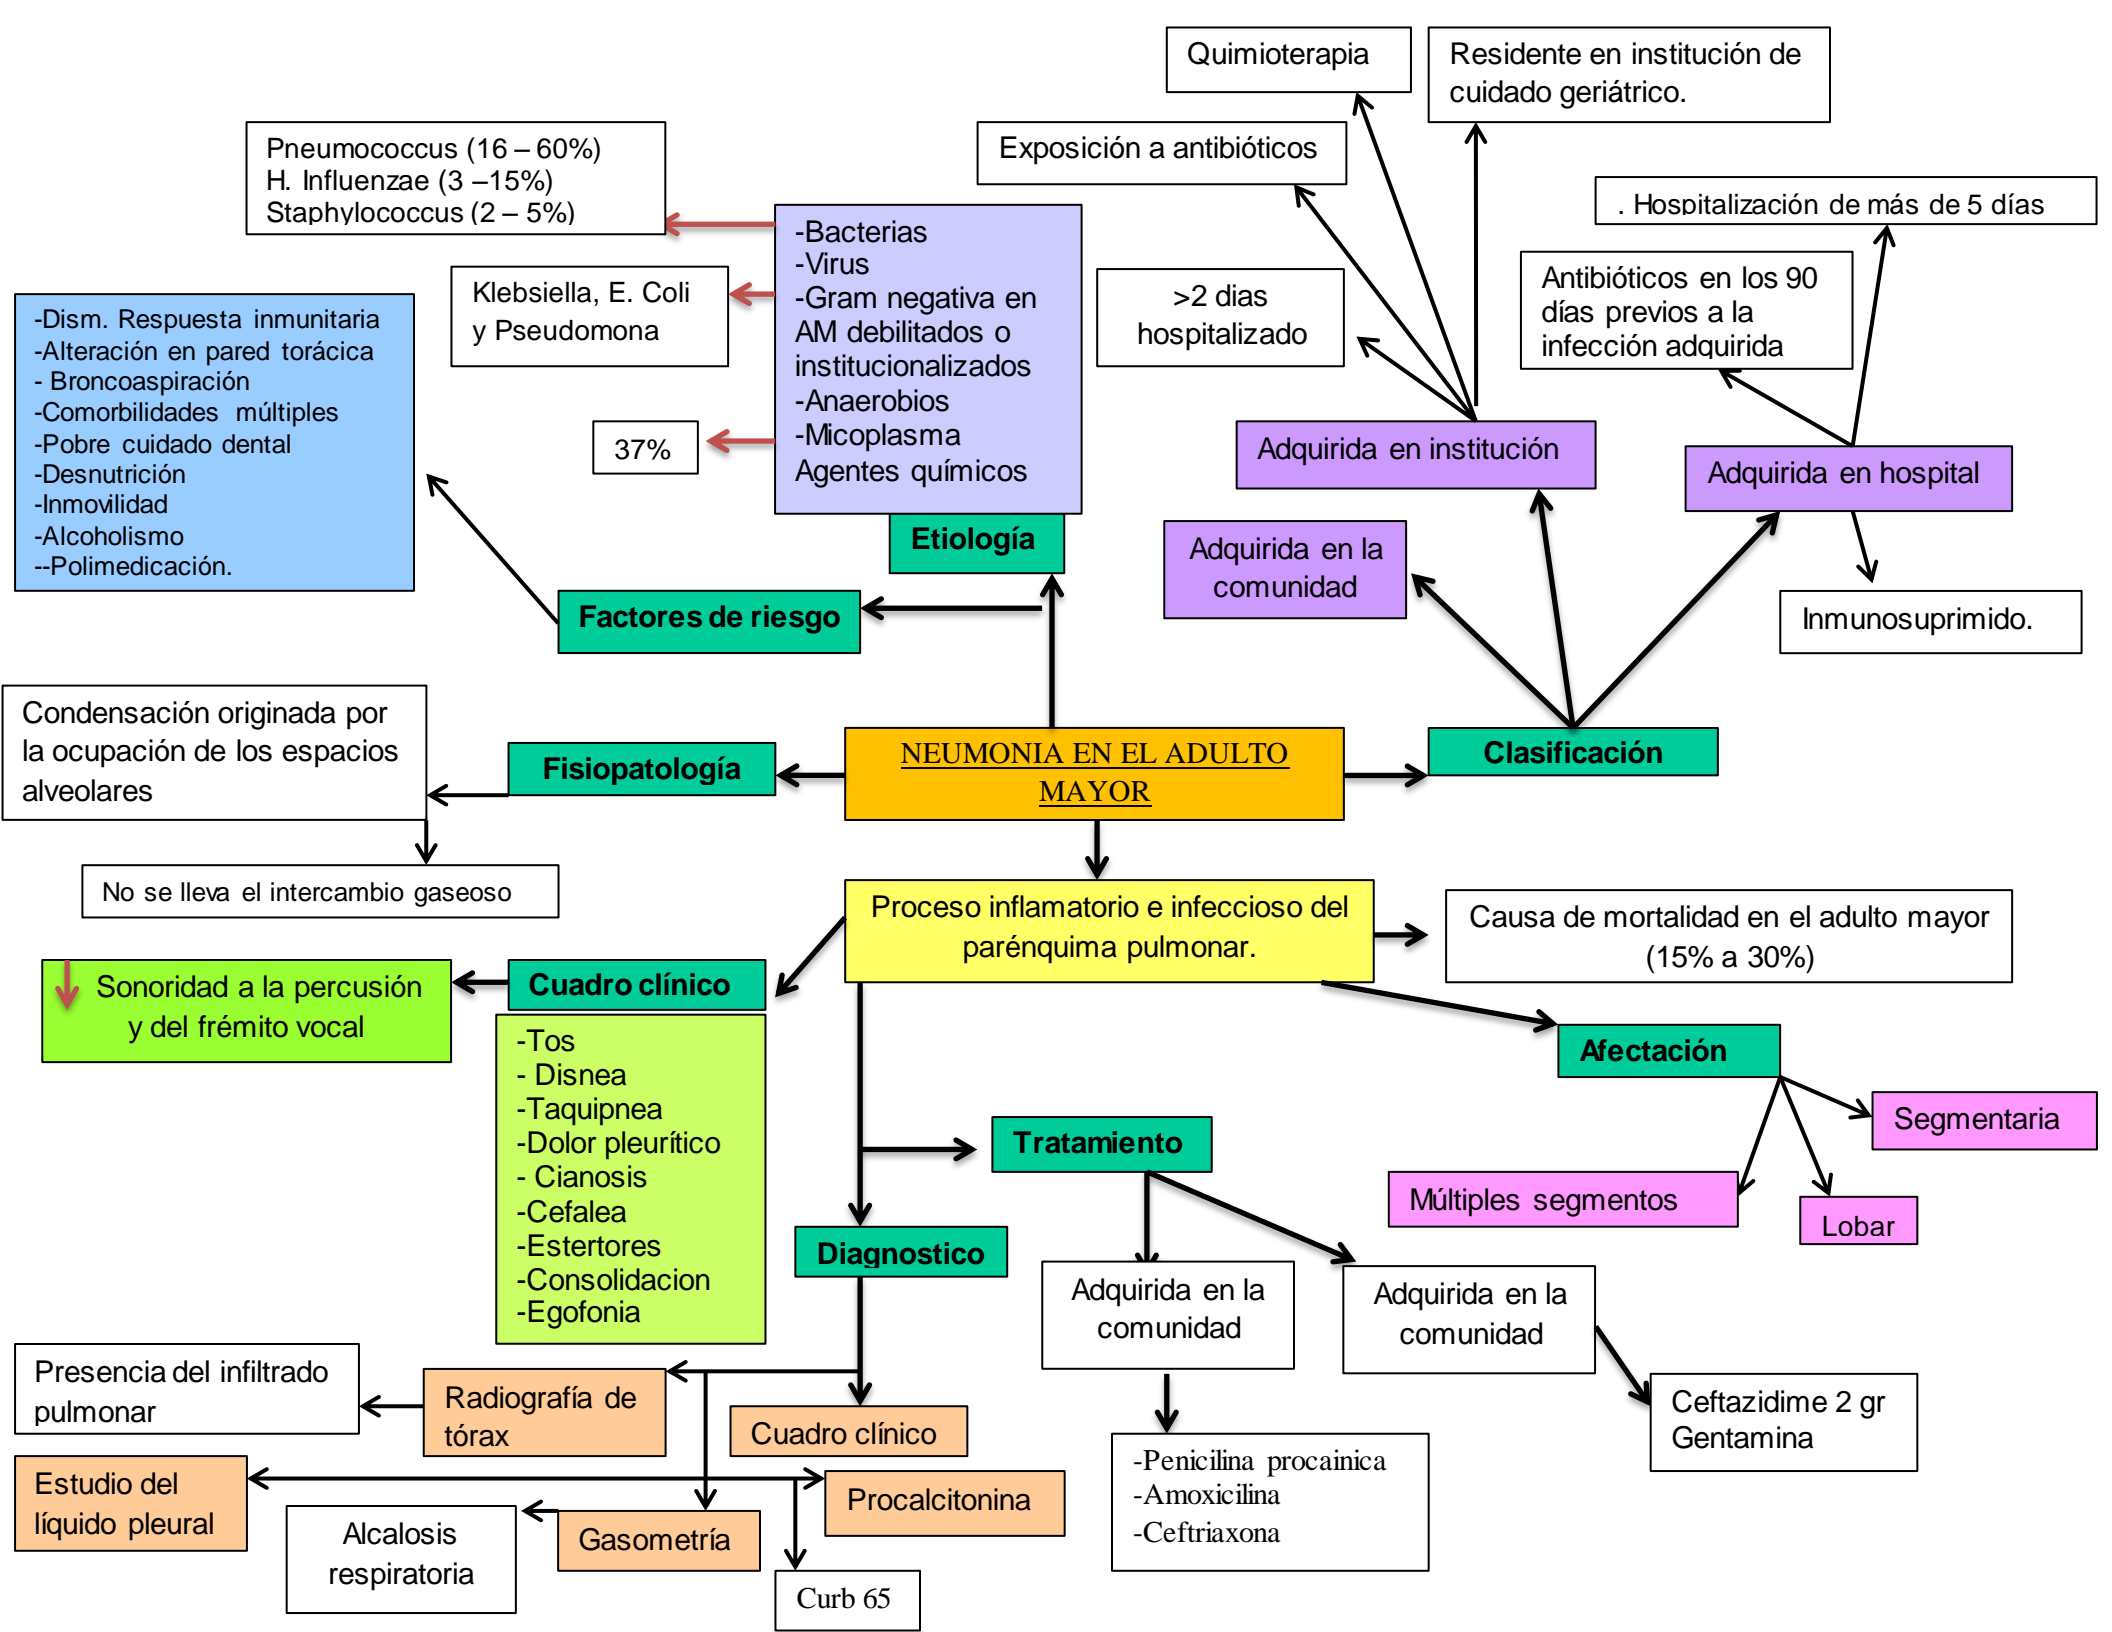 Quimioterapia
Residente en institución de
cuidado geriátrico.
Pneumococcus (16 – 60%)
H. Influenzae (3 –15%)
Staphylococcus (2 – 5%)
Exposición a antibióticos
. Hospitalización de más de 5 días
-Bacterias
-Virus
-Gram negativa en
AM debilitados o
institucionalizados
-Anaerobios
-Micoplasma
Agentes químicos
Klebsiella, E. Coli
y Pseudomona
>2 dias
hospitalizado
Antibióticos en los 90
días previos a la
infección adquirida
-Dism. Respuesta inmunitaria
-Alteración en pared torácica
- Broncoaspiración
-Comorbilidades múltiples
-Pobre cuidado dental
-Desnutrición
-Inmovilidad
-Alcoholismo
--Polimedicación.
37%
Adquirida en institución
Adquirida en hospital
Etiología
Adquirida en la
comunidad
Factores de riesgo
Inmunosuprimido.
Condensación originada por
la ocupación de los espacios
alveolares
Fisiopatología
NEUMONIA EN EL ADULTO
MAYOR
Clasificación
No se lleva el intercambio gaseoso
Proceso inflamatorio e infeccioso del
parénquima pulmonar.
Causa de mortalidad en el adulto mayor
(15% a 30%)
Sonoridad a la percusión
y del frémito vocal
Cuadro clínico
-Tos
- Disnea
-Taquipnea
-Dolor pleurítico
- Cianosis
-Cefalea
-Estertores
-Consolidacion
-Egofonia
Afectación
Segmentaria
Tratamiento
Múltiples segmentos
Lobar
Diagnostico
Adquirida en la
comunidad
Adquirida en la
comunidad
Presencia del infiltrado
pulmonar
Radiografía de
tórax
Cuadro clínico
Ceftazidime 2 gr
Gentamina
-Penicilina procainica
-Amoxicilina
-Ceftriaxona
Estudio del
líquido pleural
Procalcitonina
Alcalosis
respiratoria
Gasometría
Curb 65